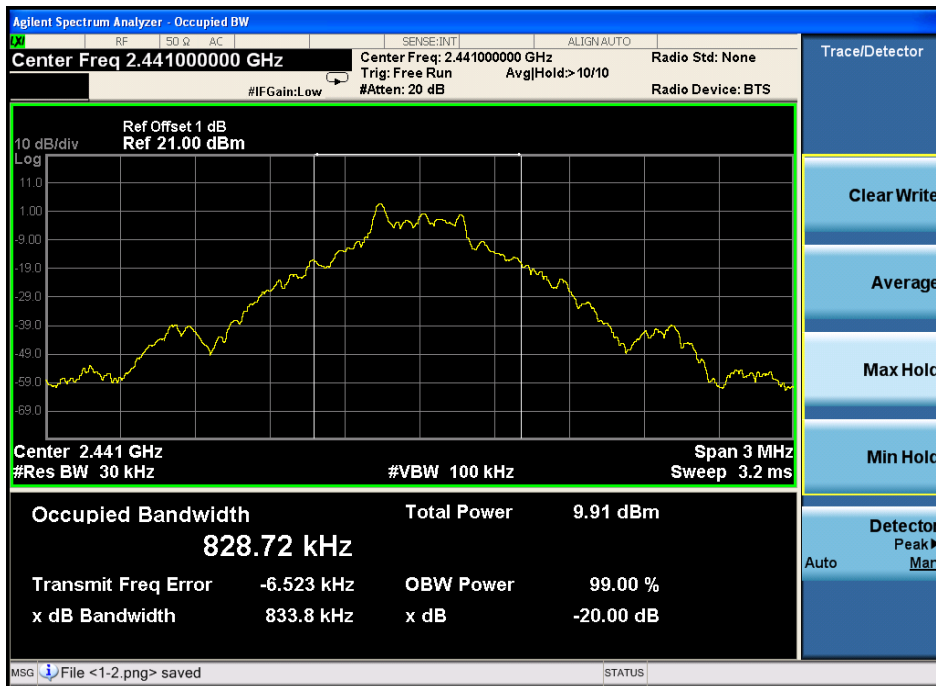 Agilent Spectrum Analyzer - Occupied BW
LXI RF 50 Ω AC SENSE:INT ALIGN AUTO
Center Freq 2.441000000 GHz
Center Freq: 2.441000000 GHz Radio Std: None
Trig: Free Run Avg|Hold:>10/10
#IFGain:Low #Atten: 20 dB Radio Device: BTS
Trace/Detector
Ref Offset 1 dB
10 dB/div Ref 21.00 dBm
Log
11.0
1.00
-9.00
-19.0
-29.0
-39.0
-49.0
-59.0
-69.0
Center 2.441 GHz Span 3 MHz
#Res BW 30 kHz #VBW 100 kHz Sweep 3.2 ms
Occupied Bandwidth Total Power 9.91 dBm
828.72 kHz
Transmit Freq Error -6.523 kHz OBW Power 99.00 %
x dB Bandwidth 833.8 kHz x dB -20.00 dB
Clear Write
Average
Max Hold
Min Hold
Detector
Peak
Auto Man
MSG File <1-2.png> saved STATUS